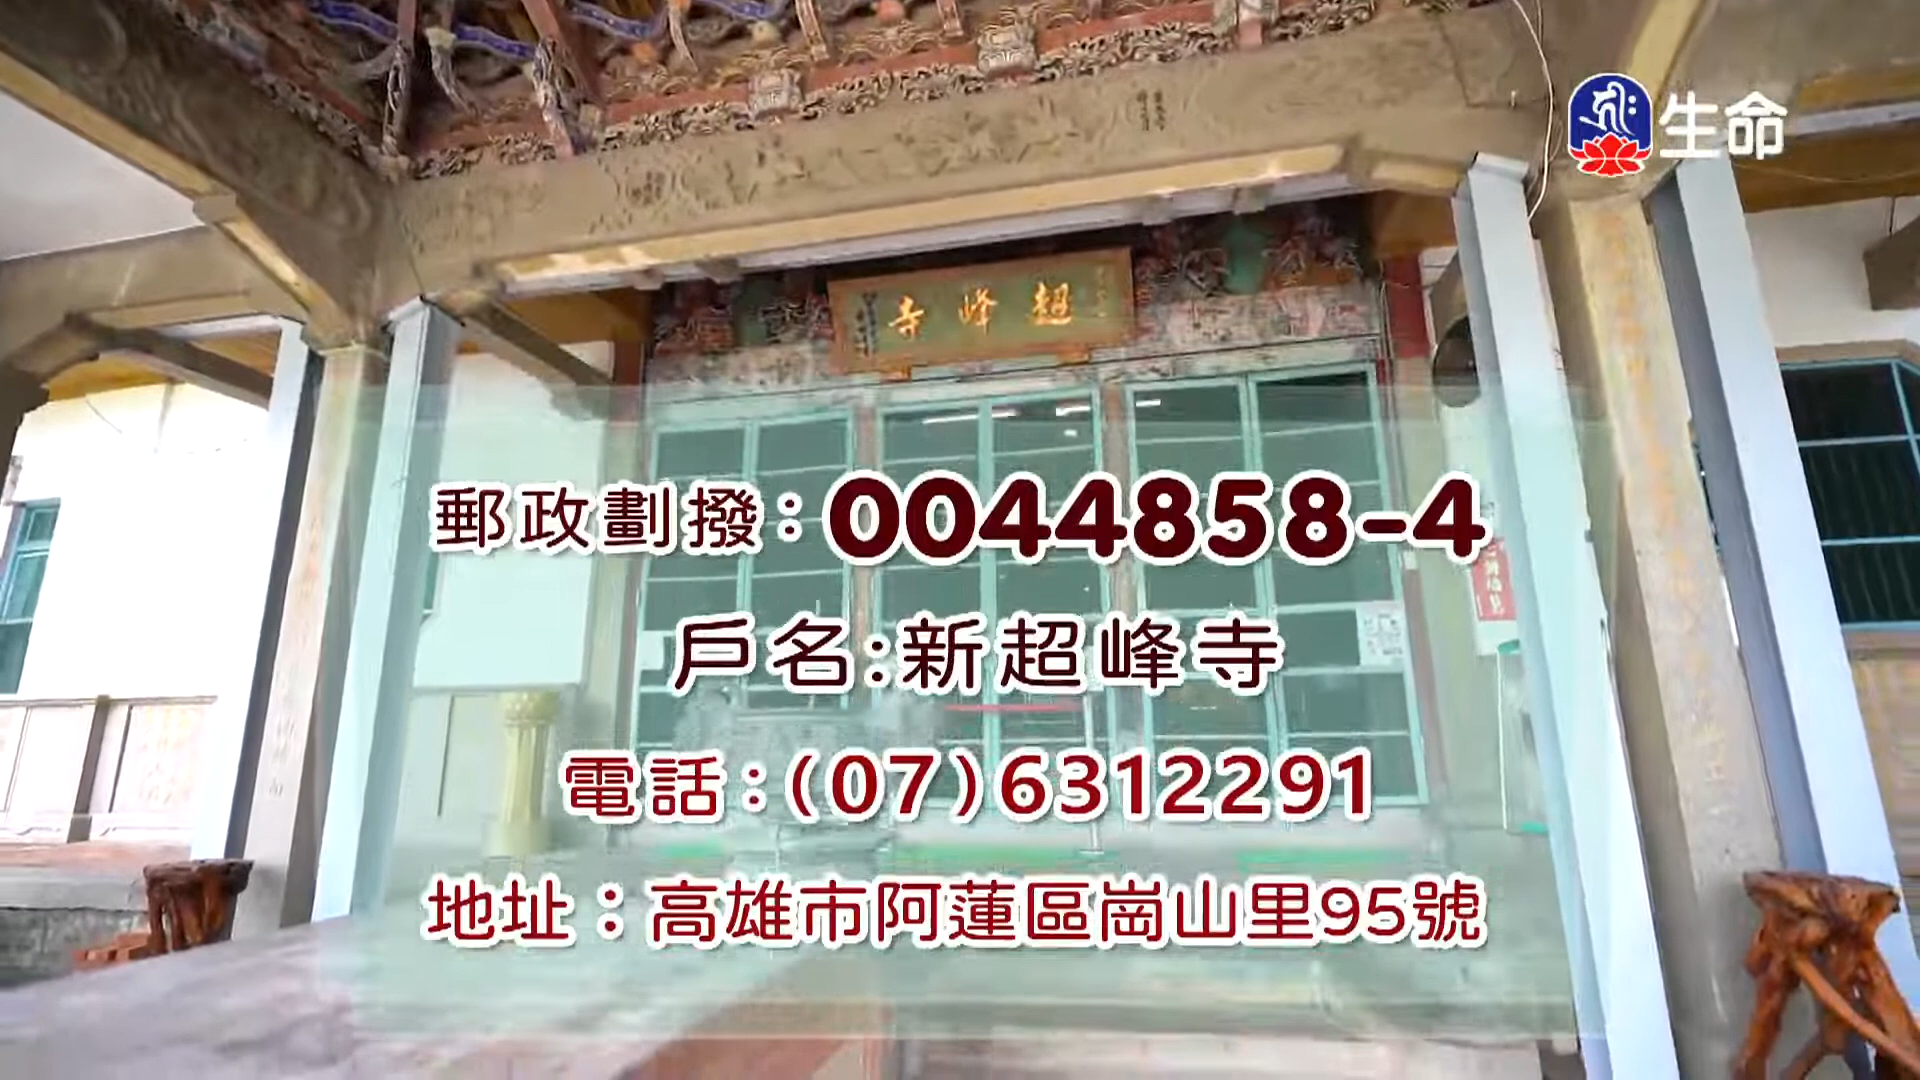 生命
超峰寺
郵政劃撥：0044858-4
戶名:新超峰寺
電話：(07)6312291
地址：高雄市阿蓮區崗山里95號